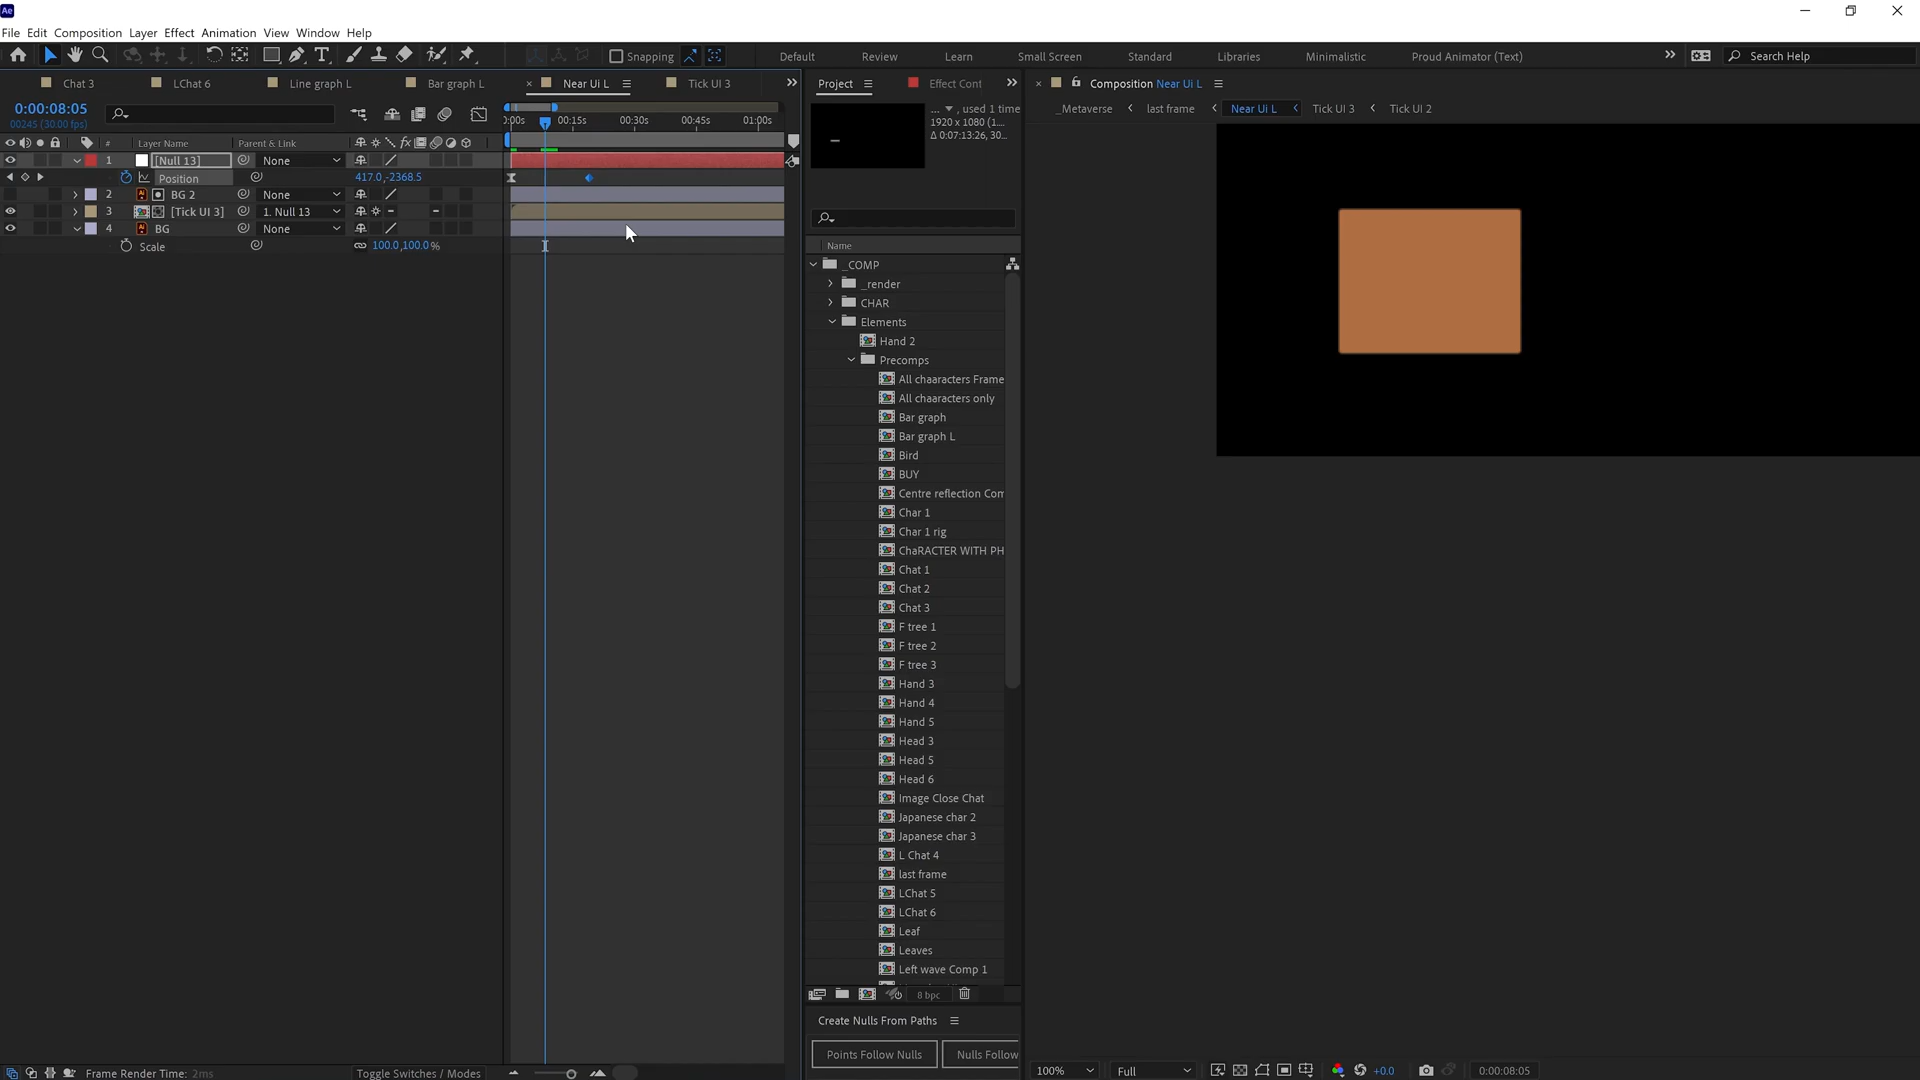 Ae
File Edit Composition Layer Effect Animation View Window Help
Snapping
Default Review Learn Small Screen Standard Libraries Minimalistic Proud Animator (Text)
Search Help
Chat 3 LChat 6 Line graph L Bar graph L Near Ui L Tick UI 3
Project Effect Cont
Composition Near Ui L
0:00:08:05
00245 (30.00 fps)
... , used 1 time
1920 x 1080 (1....
Δ 0:07:13:26, 30...
_Metaverse last frame Near Ui L Tick UI 3 Tick UI 2
0:00s 00:15s 00:30s 00:45s 01:00s
# Layer Name Parent & Link
1 [Null 13] None
Position 417.0,-2368.5
2 BG 2 None
3 [Tick UI 3] 1. Null 13
4 BG None
Scale 100.0,100.0%
Name
_COMP
_render
CHAR
Elements
Hand 2
Precomps
All chaaracters Frame
All chaaracters only
Bar graph
Bar graph L
Bird
BUY
Centre reflection Com
Char 1
Char 1 rig
ChaRACTER WITH PH
Chat 1
Chat 2
Chat 3
F tree 1
F tree 2
F tree 3
Hand 3
Hand 4
Hand 5
Head 3
Head 5
Head 6
Image Close Chat
Japanese char 2
Japanese char 3
L Chat 4
last frame
LChat 5
LChat 6
Leaf
Leaves
Left wave Comp 1
8 bpc
Create Nulls From Paths
Points Follow Nulls Nulls Follow
Frame Render Time: 2ms
Toggle Switches / Modes
100% Full +0.0 0:00:08:05